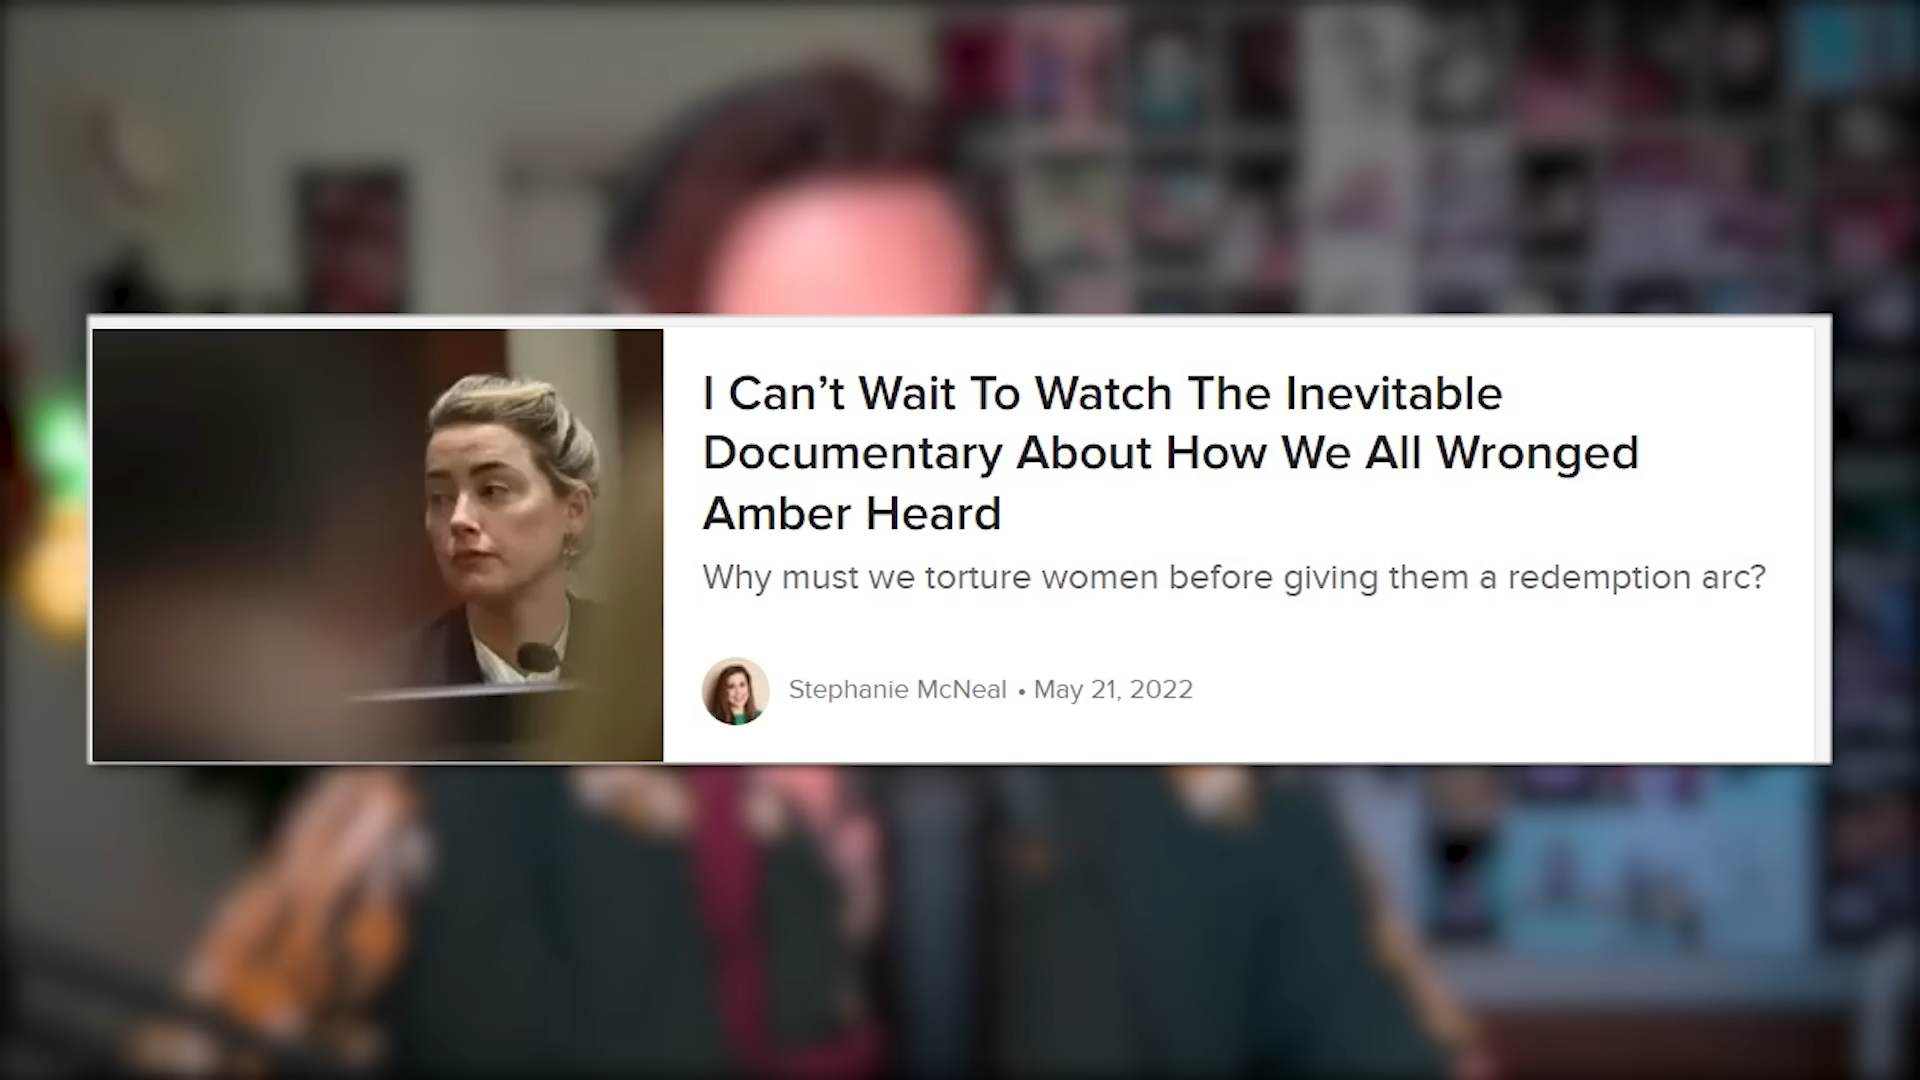 I Can’t Wait To Watch The Inevitable
Documentary About How We All Wronged
Amber Heard
Why must we torture women before giving them a redemption arc?
Stephanie McNeal • May 21, 2022